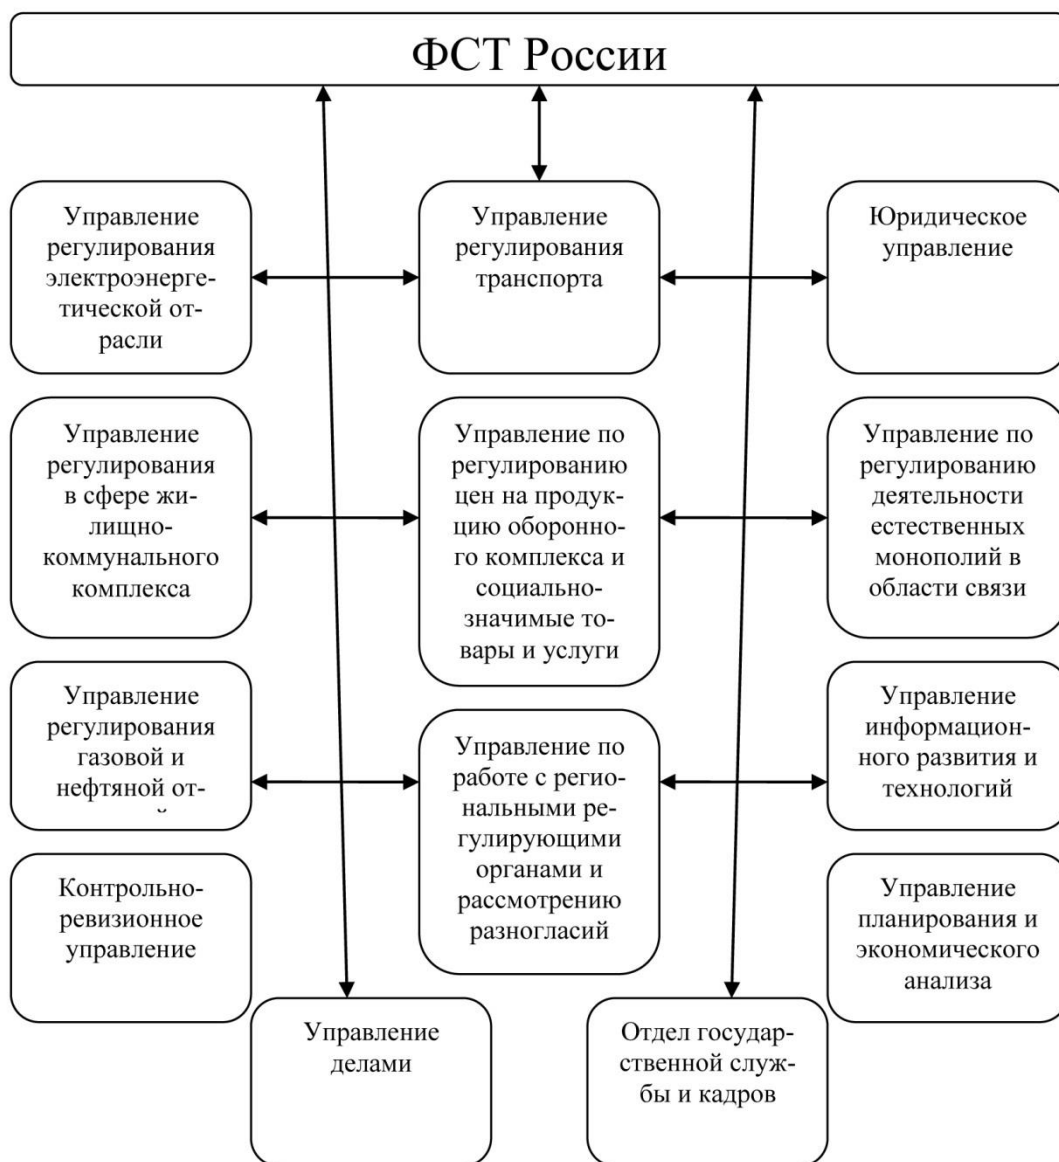 ФСТ России
Управление
регулирования
электроэнерге-
тической от-
расли
Управление
регулирования
транспорта
Юридическое
управление
Управление
регулирования
в сфере жи-
лищно-
коммунального
комплекса
Управление по
регулированию
цен на продук-
цию оборонно-
го комплекса и
социально-
значимые то-
вары и услуги
Управление по
регулированию
деятельности
естественных
монополий в
области связи
Управление
регулирования
газовой и
нефтяной от-
Управление по
работе с регио-
нальными ре-
гулирующими
органами и
рассмотрению
разногласий
Управление
информацион-
ного развития и
технологий
Контрольно-
ревизионное
управление
Управление
планирования и
экономического
анализа
Управление
делами
Отдел государ-
ственной служ-
бы и кадров